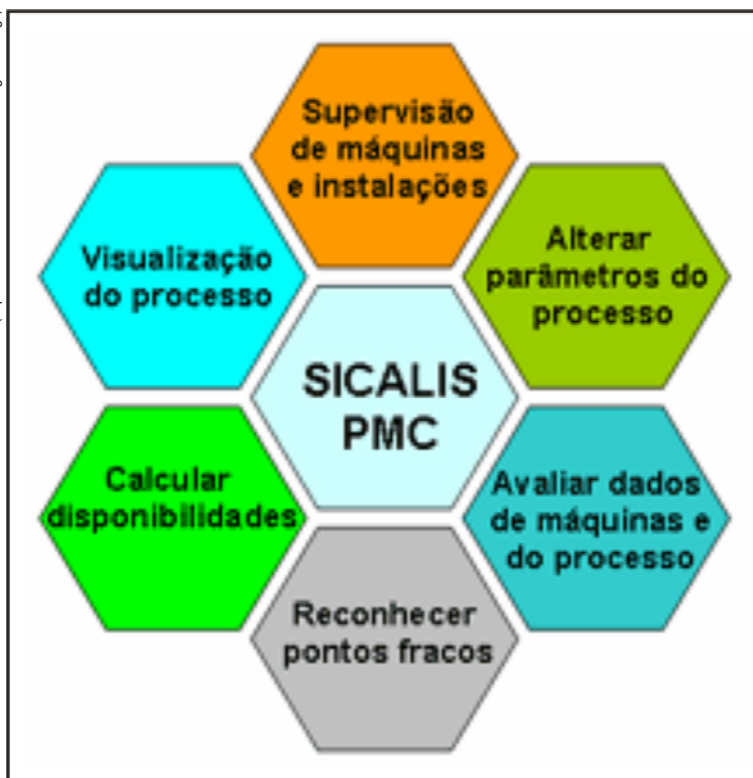 Supervisão
de máquinas
e instalações
Visualização
do processo
Alterar
parâmetros do
processo
SICALIS
PMC
Calcular
disponibilidades
Avaliar dados
de máquinas e
do processo
Reconhecer
pontos fracos